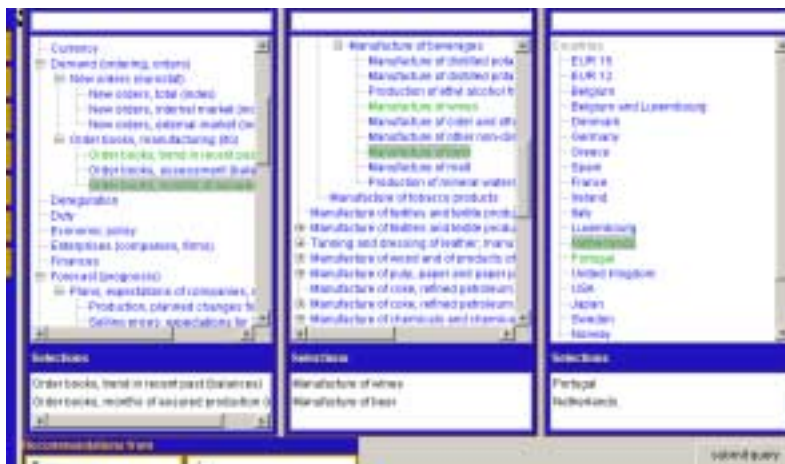 Currency
Demand (ordering, orders)
New orders (eurostat)
New orders, total (index)
New orders, internal market (in
New orders, external market (in
Order books, manufacturing (EU)
Order books, trend in recent past
Order books, assessment (bala
Order books, months of assured
Deregulation
Duty
Economic policy
Enterprises (companies, firms)
Finances
Forecast (prognosis)
Plans, expectations of companies,
Production, planned changes
Selling prices, expectations for
Selections
Order books, trend in recent past (balances)
Order books, months of assured production
Manufacture of beverages
Manufacture of distilled pota
Manufacture of distilled pota
Production of ethyl alcohol
Manufacture of wines
Manufacture of cider and oth
Manufacture of other non-dis
Manufacture of beer
Manufacture of malt
Production of mineral water
Manufacture of tobacco products
Manufacture of textiles and textile produ
Manufacture of textiles and textile produ
Tanning and dressing of leather, manu
Manufacture of wood and of products of
Manufacture of pulp, paper and paper p
Manufacture of coke, refined petroleum
Manufacture of coke, refined petroleum
Manufacture of chemicals and chemica
Selections
Manufacture of wines
Manufacture of beer
Countries
EUR 15
EUR 12
Belgium
Belgium and Luxembourg
Denmark
Germany
Greece
Spain
France
Ireland
Italy
Luxembourg
Netherlands
Portugal
United Kingdom
USA
Japan
Sweden
Norway
Selections
Portugal
Netherlands
Recommendations from
submit query